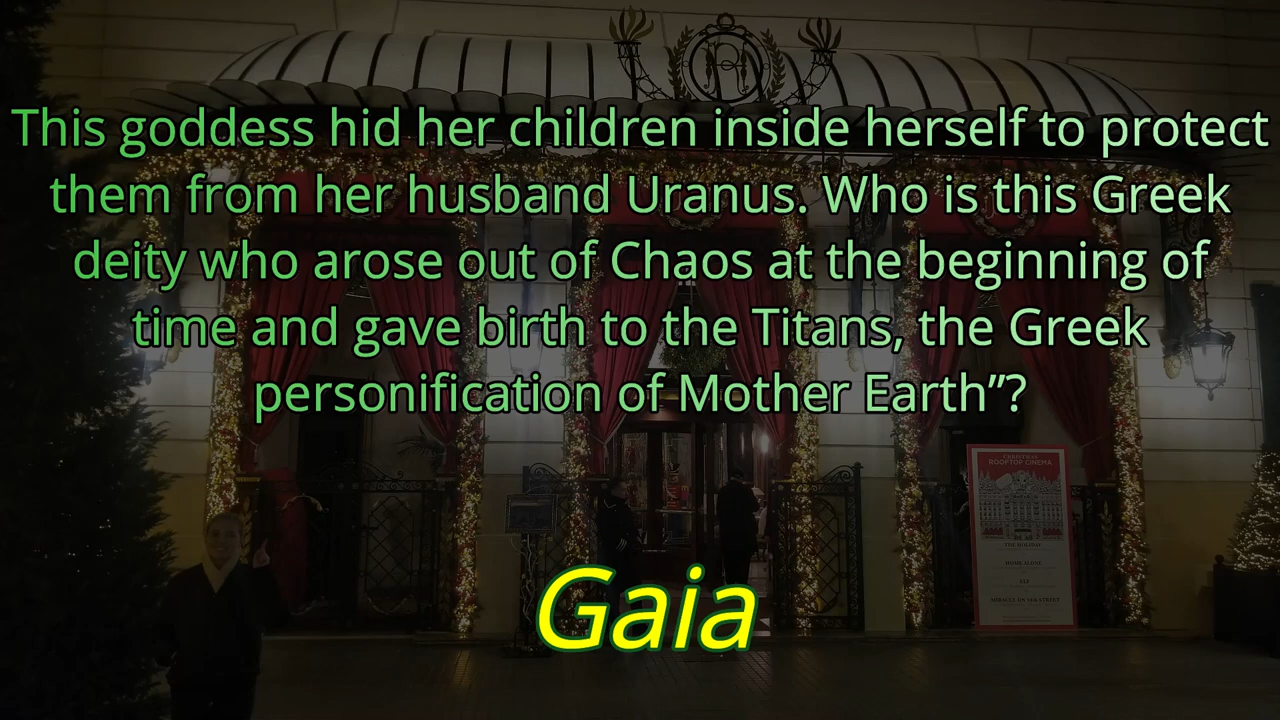 This goddess hid her children inside herself to protect
them from her husband Uranus. Who is this Greek
deity who arose out of Chaos at the beginning of
time and gave birth to the Titans, the Greek
personification of Mother Earth”?
CHRISTMAS
ROOFTOP CINEMA
THE HOLIDAY
HOME ALONE
ELF
MIRACLE ON 34TH STREET
Gaia